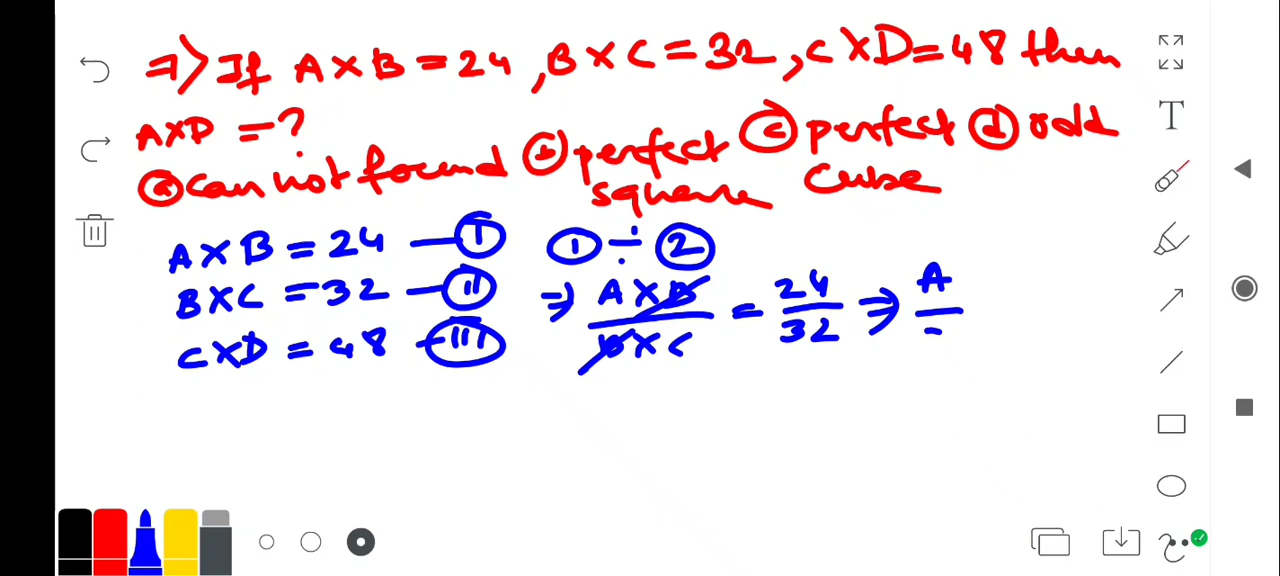 => If A×B=24, B×C=32, C×D=48 then
A×D =?
ⓐ can not found ⓑ perfect square ⓒ perfect cube ⓓ odd
A×B = 24 — Ⓘ
B×C = 32 — Ⓘⓘ
C×D = 48 — Ⓘⓘⓘ
① ÷ ②
=> A×B / B×C = 24 / 32 => A
T